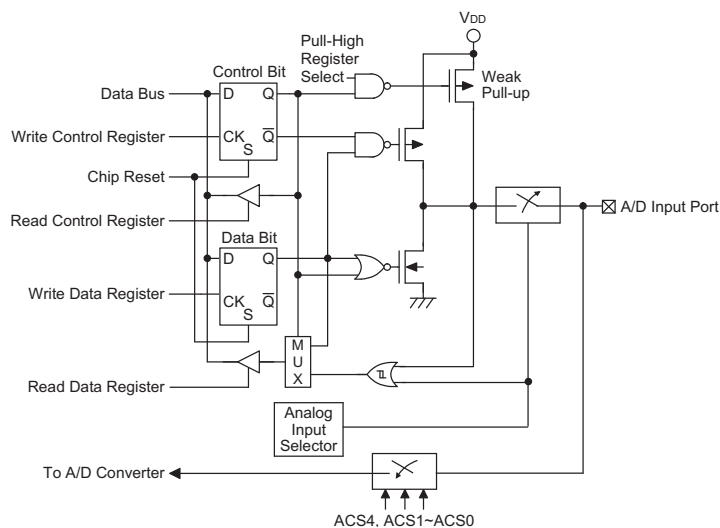 VDD
Pull-High
Register
Select
Control Bit
Weak
Pull-up
Data Bus
D
Q
Write Control Register
CK
Q
S
Chip Reset
Read Control Register
A/D Input Port
Data Bit
D
Q
Write Data Register
CK
Q
S
M
U
X
Read Data Register
Analog
Input
Selector
To A/D Converter
ACS4, ACS1~ACS0